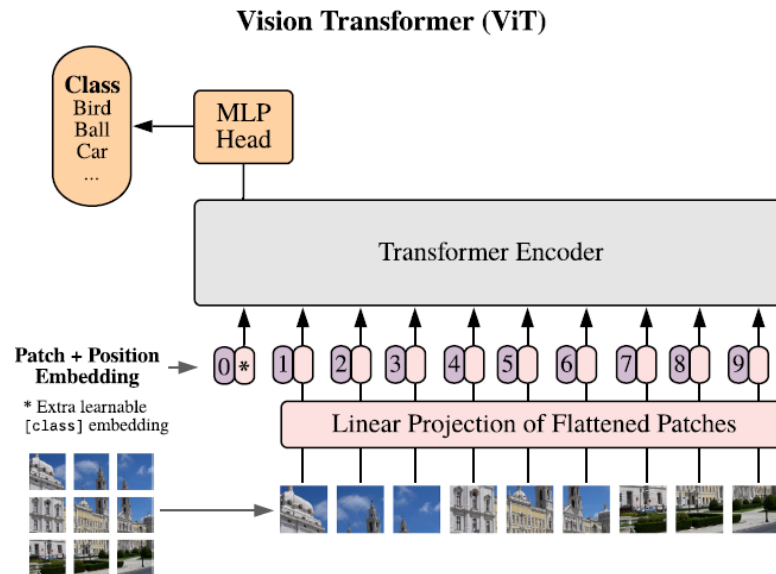 Vision Transformer (ViT)
Class
Bird
Ball
Car
...
MLP
Head
Transformer Encoder
Patch + Position
Embedding
0 * 1 2 3 4 5 6 7 8 9
* Extra learnable
[class] embedding
Linear Projection of Flattened Patches